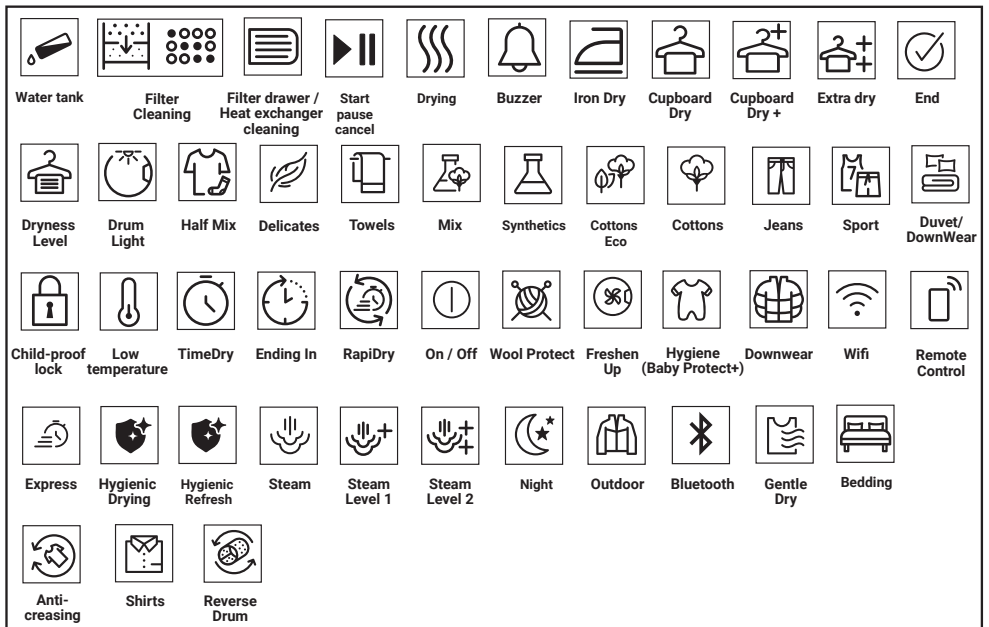 Water tank
Filter
Cleaning
Filter drawer /
Heat exchanger
cleaning
Start
pause
cancel
Drying
Buzzer
Iron Dry
Cupboard
Dry
Cupboard
Dry +
Extra dry
End
Dryness
Level
Drum
Light
Half Mix
Delicates
Towels
Mix
Synthetics
Cottons
Eco
Cottons
Jeans
7
Sport
Duvet/
DownWear
Child-proof
lock
Low
temperature
TimeDry
Ending In
RapiDry
On / Off
Wool Protect
Freshen
Up
Hygiene
(Baby Protect+)
Downwear
Wifi
Remote
Control
Express
Hygienic
Drying
Hygienic
Refresh
Steam
Steam
Level 1
Steam
Level 2
Night
Outdoor
Bluetooth
Gentle
Dry
Bedding
Anti-
creasing
Shirts
Reverse
Drum